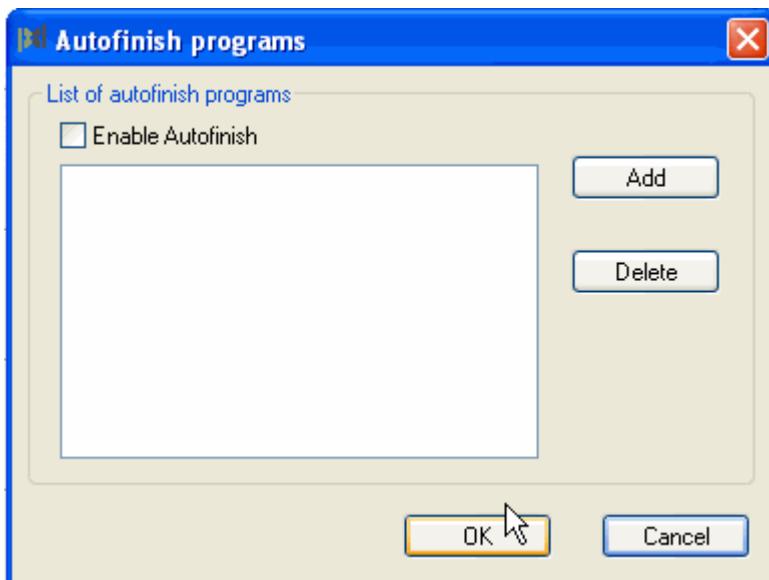 Autofinish programs
List of autofinish programs
Enable Autofinish
Add
Delete
OK
Cancel